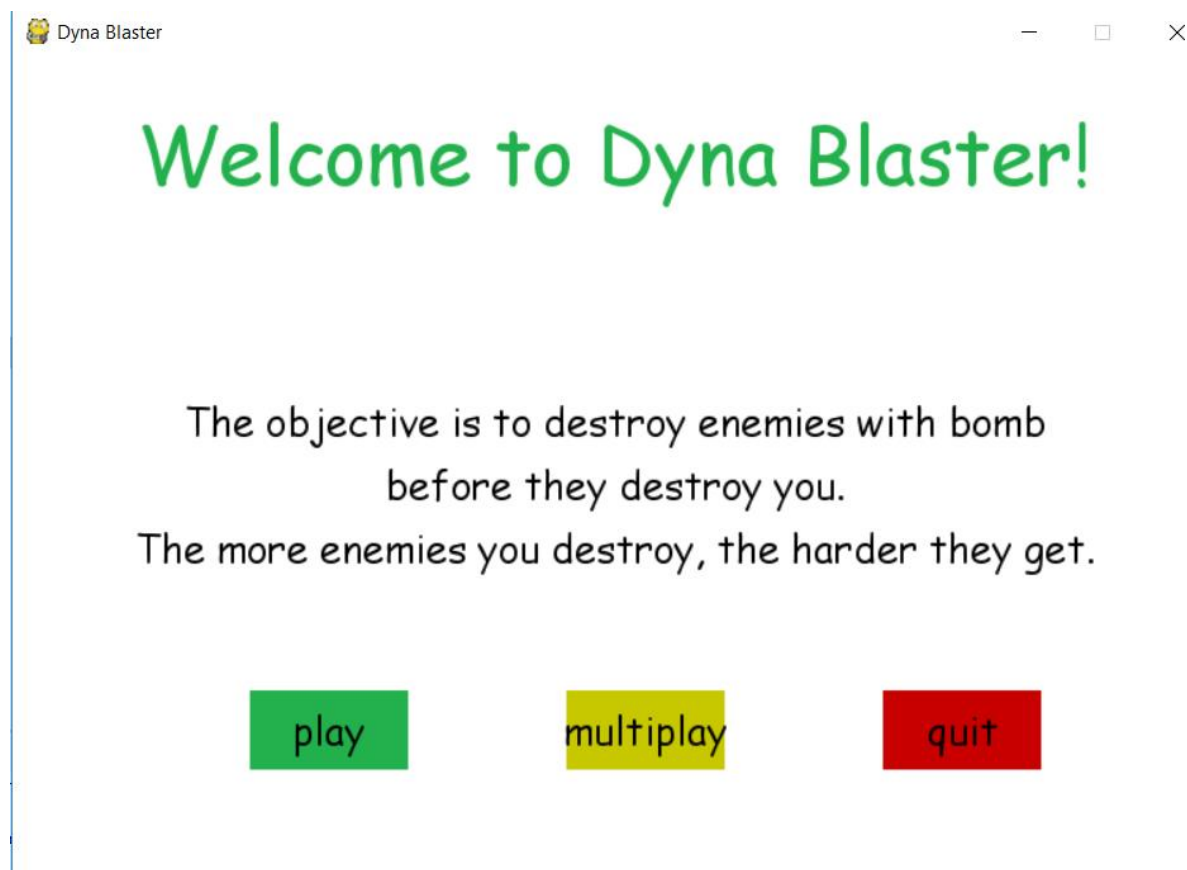 Dyna Blaster
Welcome to Dyna Blaster!
The objective is to destroy enemies with bomb
before they destroy you.
The more enemies you destroy, the harder they get.
play
multiplay
quit